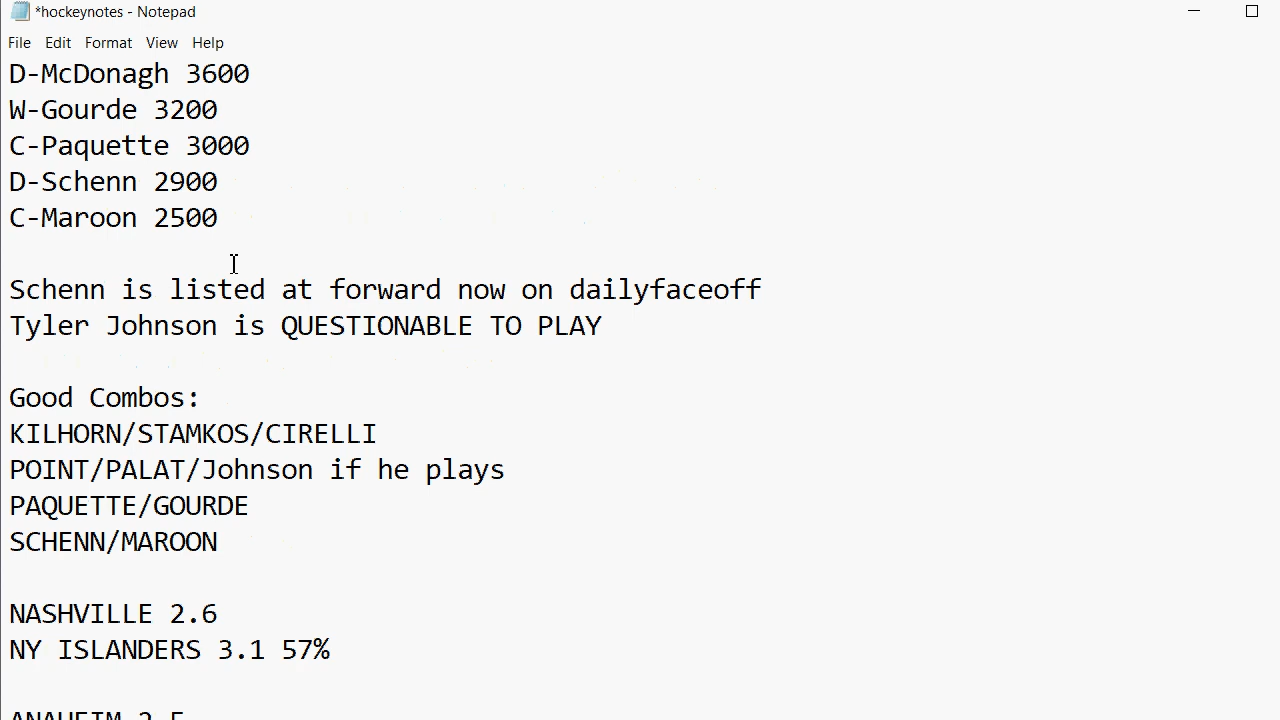 *hockeynotes - Notepad
File Edit Format View Help
D-McDonagh 3600
W-Gourde 3200
C-Paquette 3000
D-Schenn 2900
C-Maroon 2500
Schenn is listed at forward now on dailyfaceoff
Tyler Johnson is QUESTIONABLE TO PLAY
Good Combos:
KILHORN/STAMKOS/CIRELLI
POINT/PALAT/Johnson if he plays
PAQUETTE/GOURDE
SCHENN/MAROON
NASHVILLE 2.6
NY ISLANDERS 3.1 57%